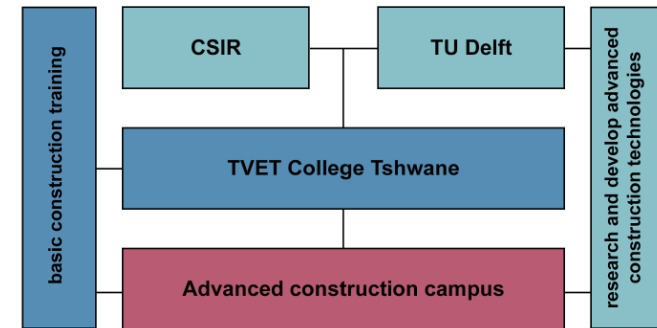 basic construction training
CSIR
TU Delft
TVET College Tshwane
Advanced construction campus
research and develop advanced
construction technologies